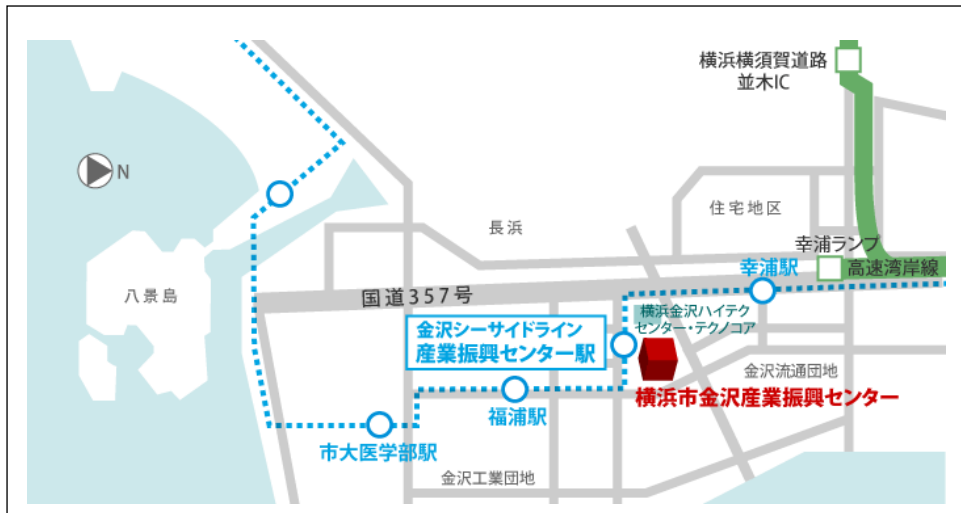 横浜横須賀道路
並木IC
N
住宅地区
長浜
幸浦ランプ
高速湾岸線
幸浦駅
八景島
国道357号
横浜金沢ハイテク
センター・テクノコア
金沢シーサイドライン
産業振興センター駅
金沢流通団地
横浜市金沢産業振興センター
福浦駅
市大医学部駅
金沢工業団地